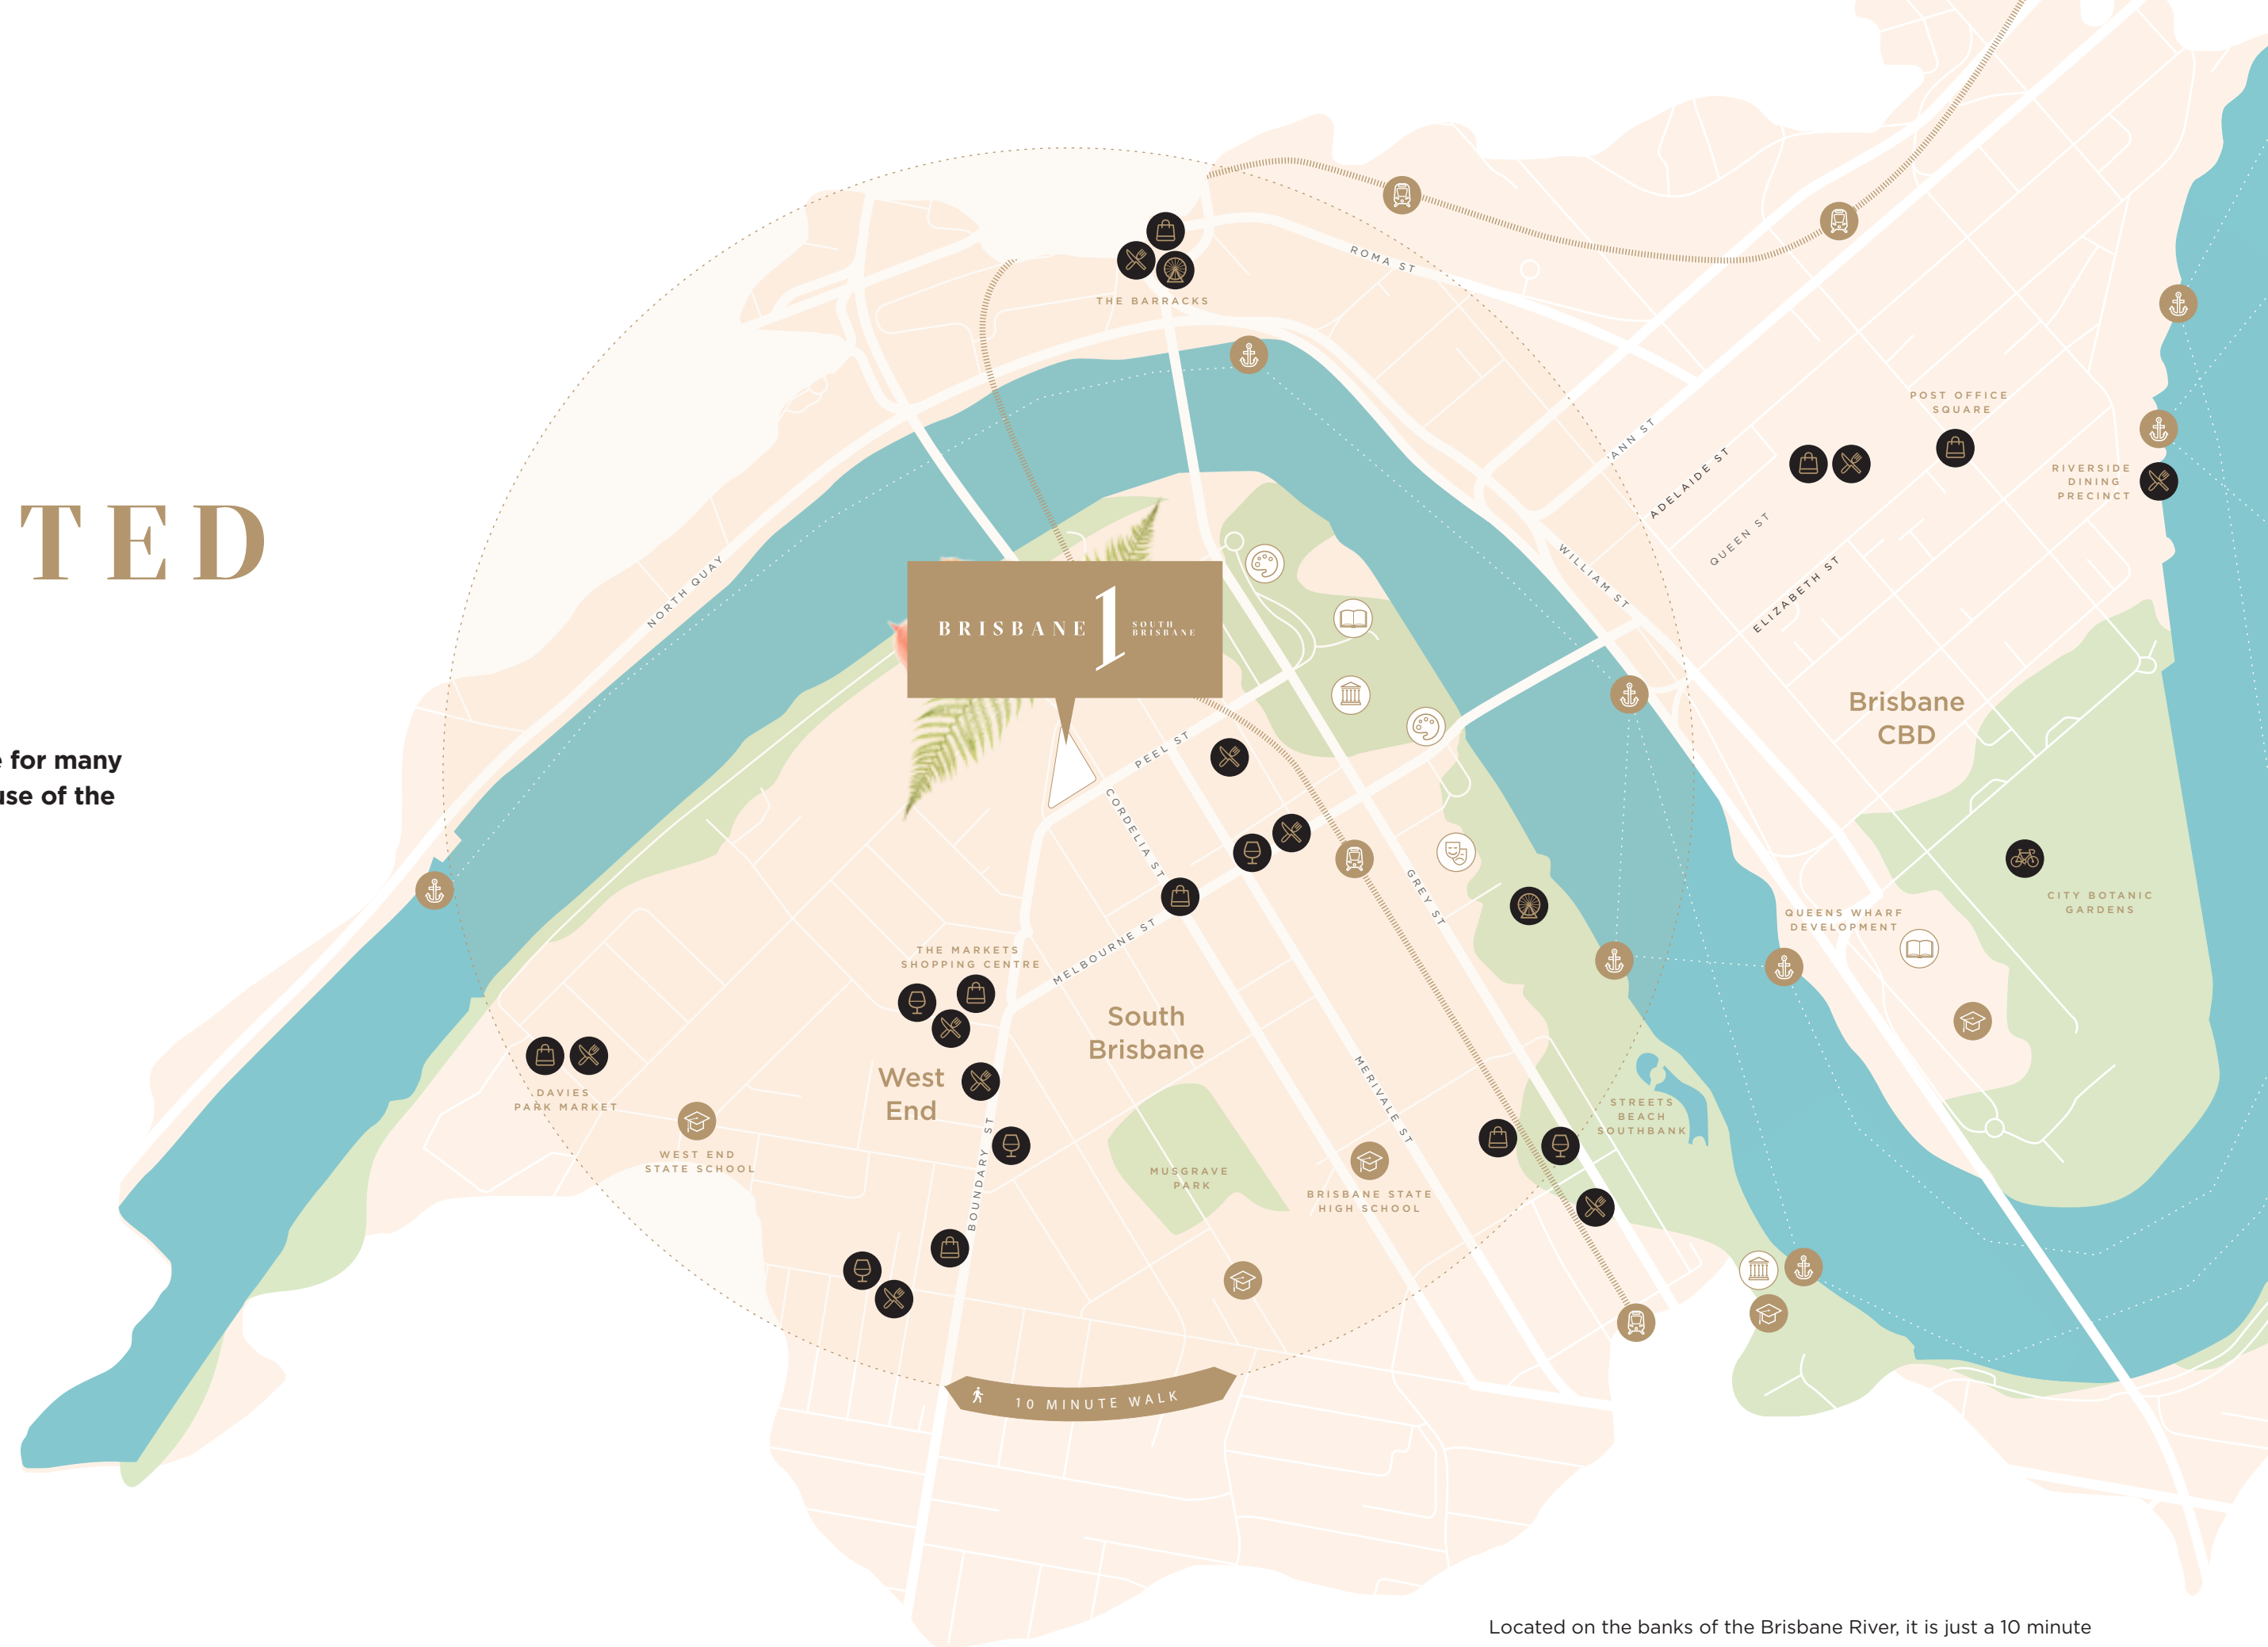 TED
for many
use of the
ROMA ST
THE BARRACKS
NORTH QUAY
BRISBANE 1 SOUTH
BRISBANE
ANN ST
ADELAIDE ST
QUEEN ST
ELIZABETH ST
WILLIAM ST
POST OFFICE
SQUARE
RIVERSIDE
DINING
PRECINCT
Brisbane
CBD
PEEL ST
CORDELIA ST
GREY ST
MELBOURNE ST
CITY BOTANIC
GARDENS
QUEENS WHARF
DEVELOPMENT
THE MARKETS
SHOPPING CENTRE
South
Brisbane
West
End
DAVIES
PARK MARKET
WEST END
STATE SCHOOL
BOUNDARY ST
MERIVALE ST
MUSGRAVE
PARK
BRISBANE STATE
HIGH SCHOOL
STREETS
BEACH
SOUTHBANK
10 MINUTE WALK
Located on the banks of the Brisbane River, it is just a 10 minute